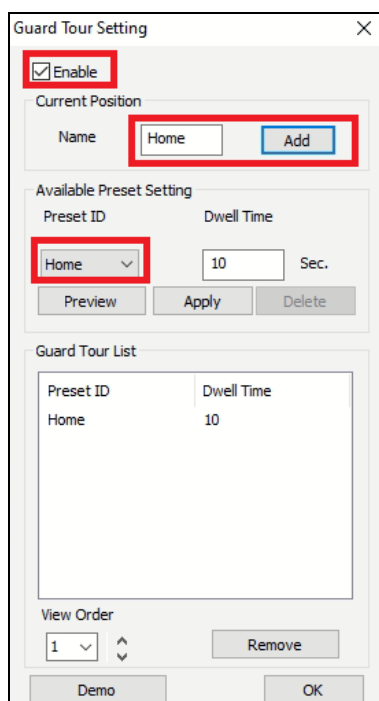 Guard Tour Setting
Enable
Current Position
Name Home Add
Available Preset Setting
Preset ID Dwell Time
Home 10 Sec.
Preview Apply Delete
Guard Tour List
Preset ID Dwell Time
Home 10
View Order
1 Remove
Demo OK